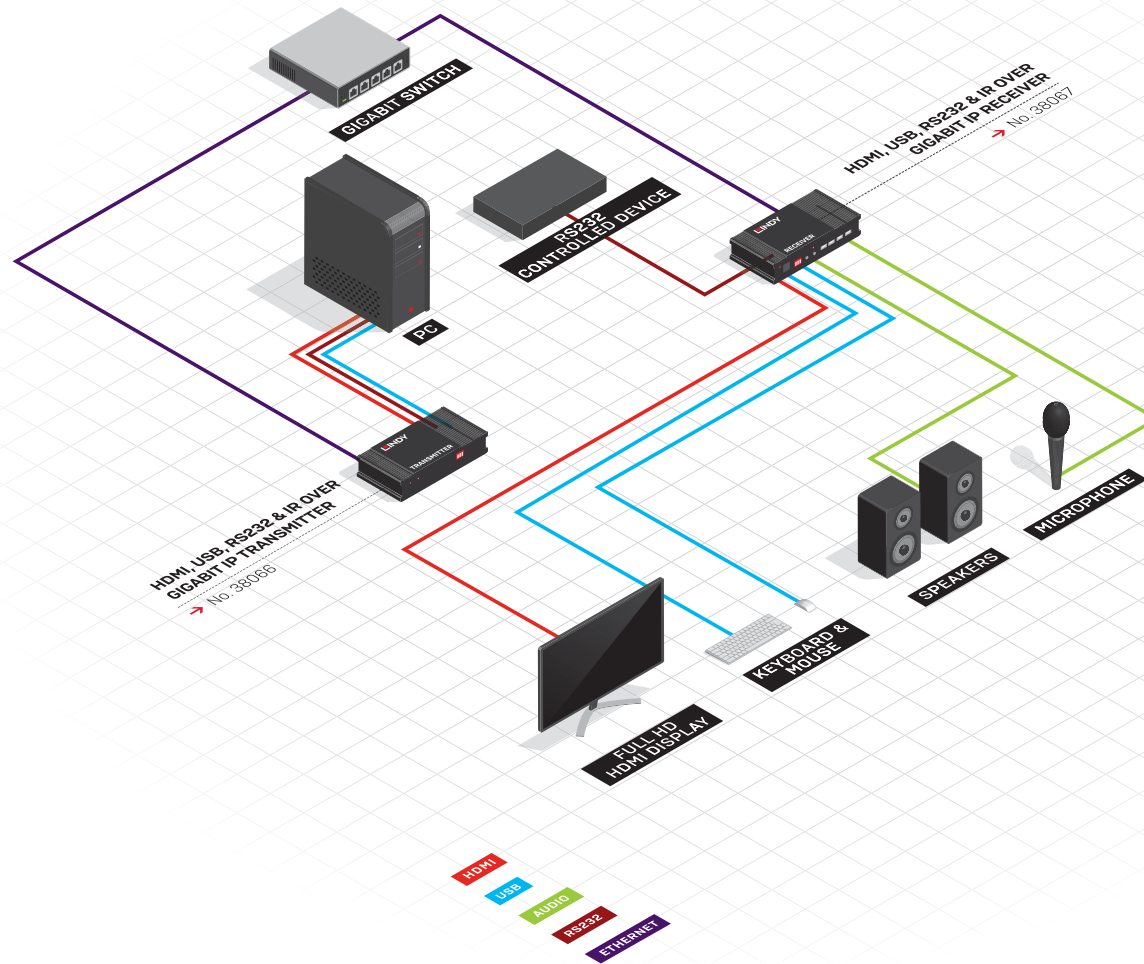 GIGABIT SWITCH
HDMI, USB, RS232 & IR OVER
GIGABIT IP RECEIVER
No. 38067
RS232
CONTROLLED DEVICE
LINDY
RECEIVER
PC
LINDY
TRANSMITTER
HDMI, USB, RS232 & IR OVER
GIGABIT IP TRANSMITTER
No. 38066
MICROPHONE
SPEAKERS
KEYBOARD &
MOUSE
FULL HD
HDMI DISPLAY
HDMI
USB
AUDIO
RS232
ETHERNET